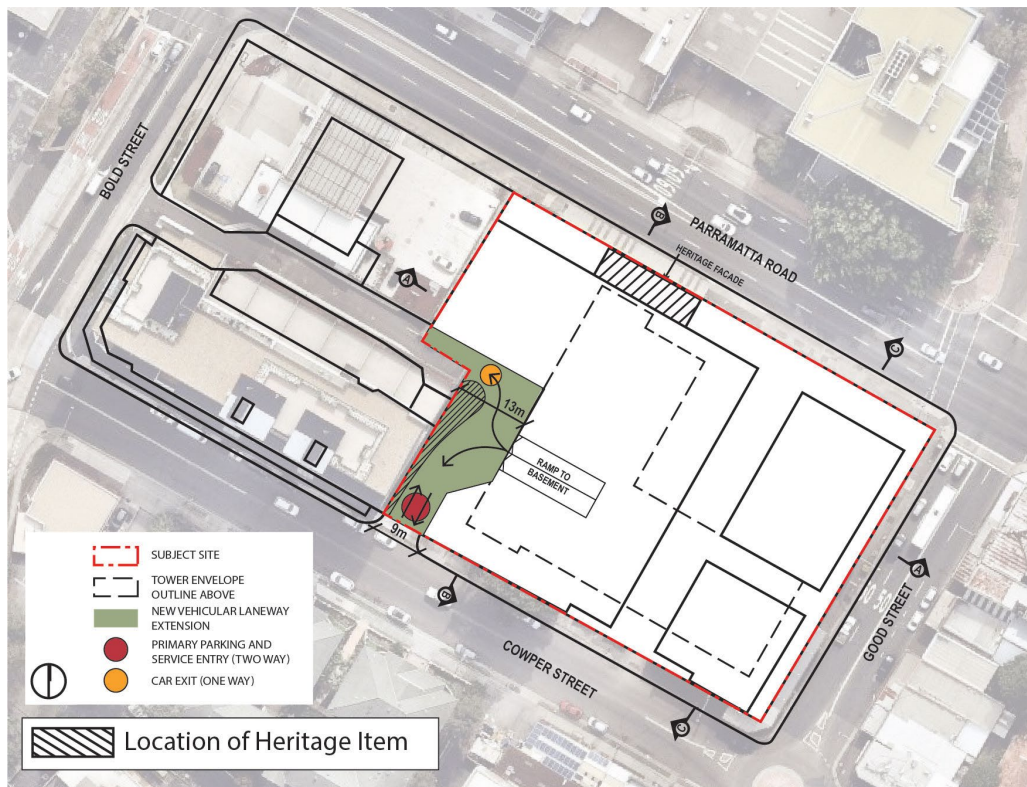 BOLD STREET
PARRAMATTA ROAD
HERITAGE FACADE
B
A
C
13m
RAMP TO
BASEMENT
9m
B
A
C
COWPER STREET
GOOD STREET
SUBJECT SITE
TOWER ENVELOPE
OUTLINE ABOVE
NEW VEHICULAR LANEWAY
EXTENSION
PRIMARY PARKING AND
SERVICE ENTRY (TWO WAY)
CAR EXIT (ONE WAY)
Location of Heritage Item